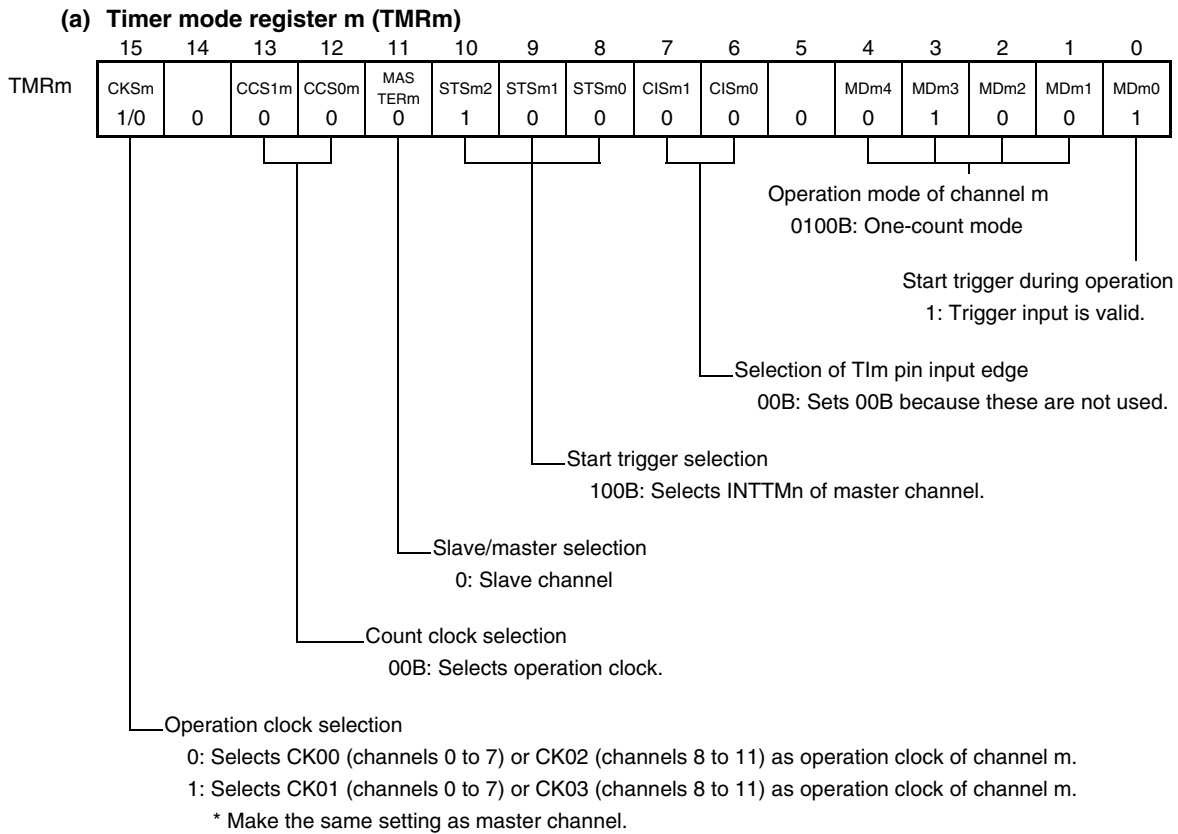 (a) Timer mode register m (TMRm)
15 14 13 12 11 10 9 8 7 6 5 4 3 2 1 0
TMRm
CKSm CCS1m CCS0m MAS TERm STSm2 STSm1 STSm0 CISm1 CISm0 MDm4 MDm3 MDm2 MDm1 MDm0
1/0 0 0 0 0 1 0 0 0 0 0 0 1 0 0 1
Operation mode of channel m
0100B: One-count mode
Start trigger during operation
1: Trigger input is valid.
Selection of TIm pin input edge
00B: Sets 00B because these are not used.
Start trigger selection
100B: Selects INTTMn of master channel.
Slave/master selection
0: Slave channel
Count clock selection
00B: Selects operation clock.
Operation clock selection
0: Selects CK00 (channels 0 to 7) or CK02 (channels 8 to 11) as operation clock of channel m.
1: Selects CK01 (channels 0 to 7) or CK03 (channels 8 to 11) as operation clock of channel m.
* Make the same setting as master channel.